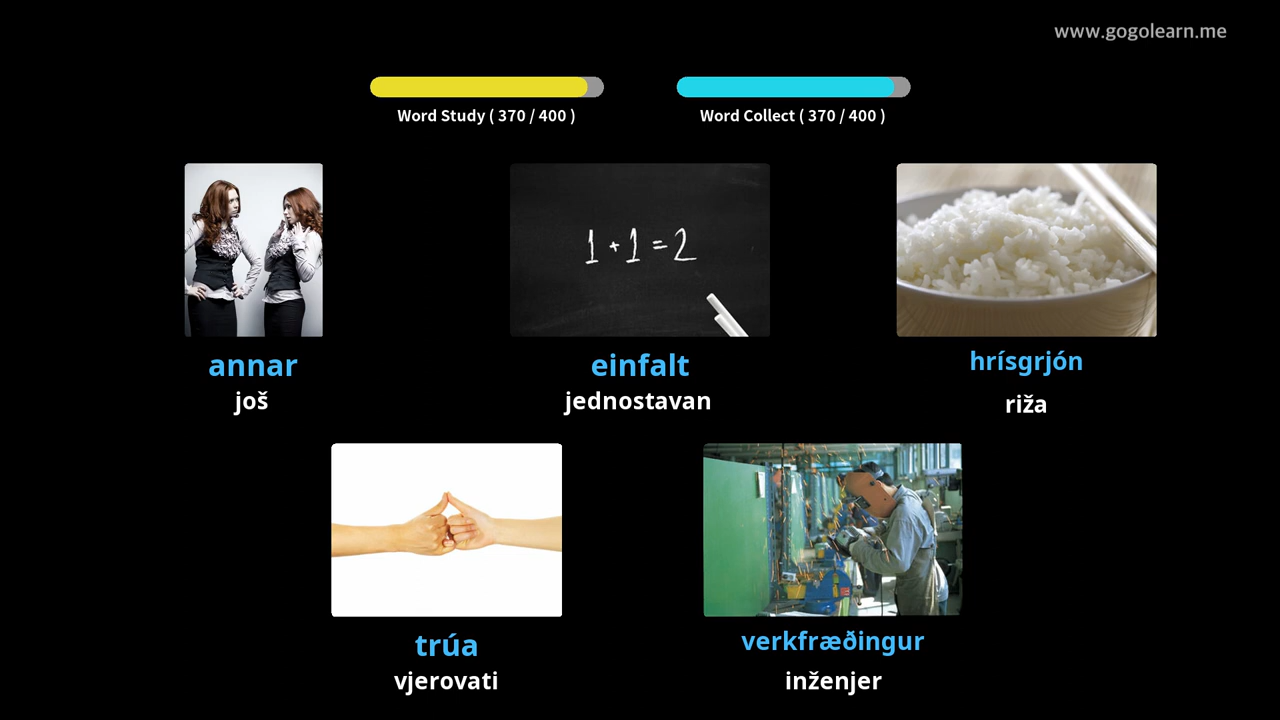 www.gogolearn.me
Word Study ( 370 / 400 )
Word Collect ( 370 / 400 )
1 + 1 = 2
annar
još
einfalt
jednostavan
hrísgrjón
riža
trúa
vjerovati
verkfræðingur
inženjer